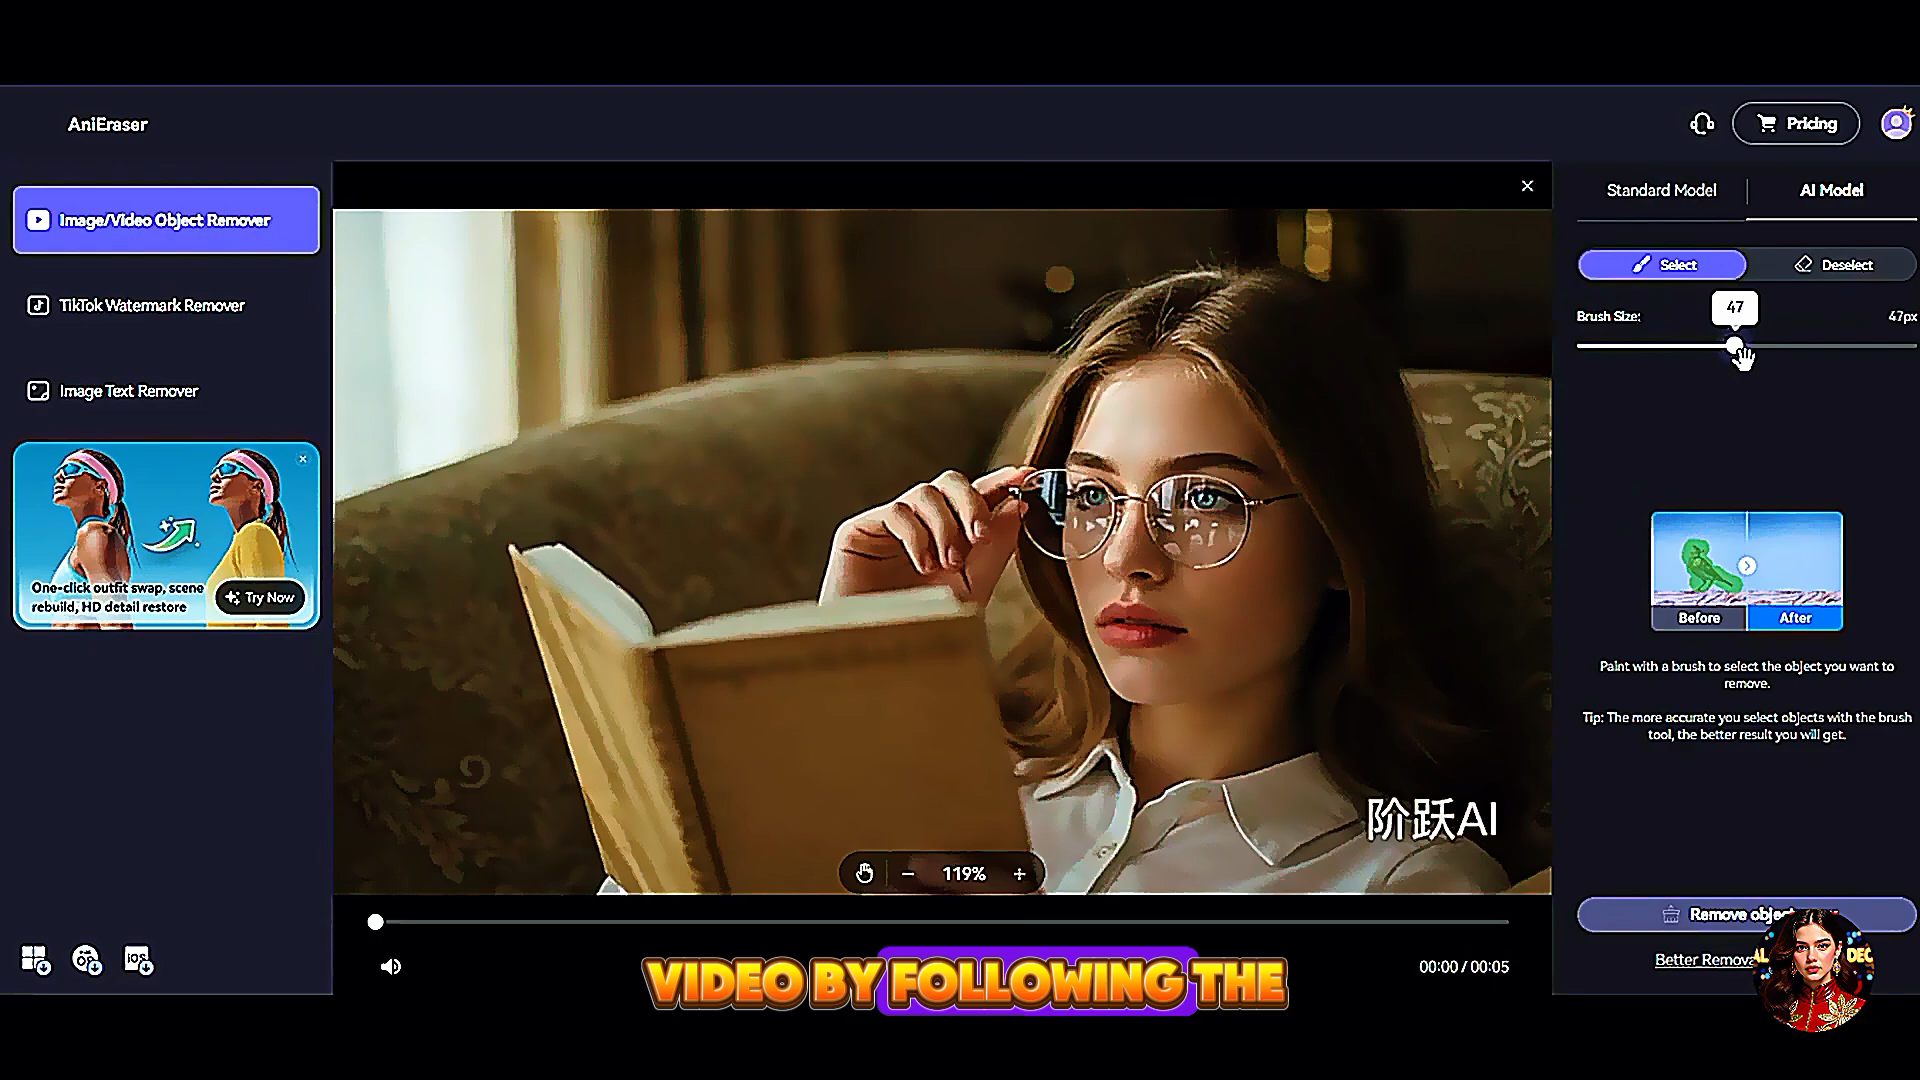 AniEraser
Pricing
Image/Video Object Remover
TikTok Watermark Remover
Image Text Remover
One-click outfit swap, scene
rebuild, HD detail restore
Try Now
Standard Model
AI Model
Select
Deselect
Brush Size:
47
47px
Before
After
Paint with a brush to select the object you want to
remove.
Tip: The more accurate you select objects with the brush
tool, the better result you will get.
阶跃AI
119%
Remove
Better
00:00 / 00:05
iOS
VIDEO BY FOLLOWING THE